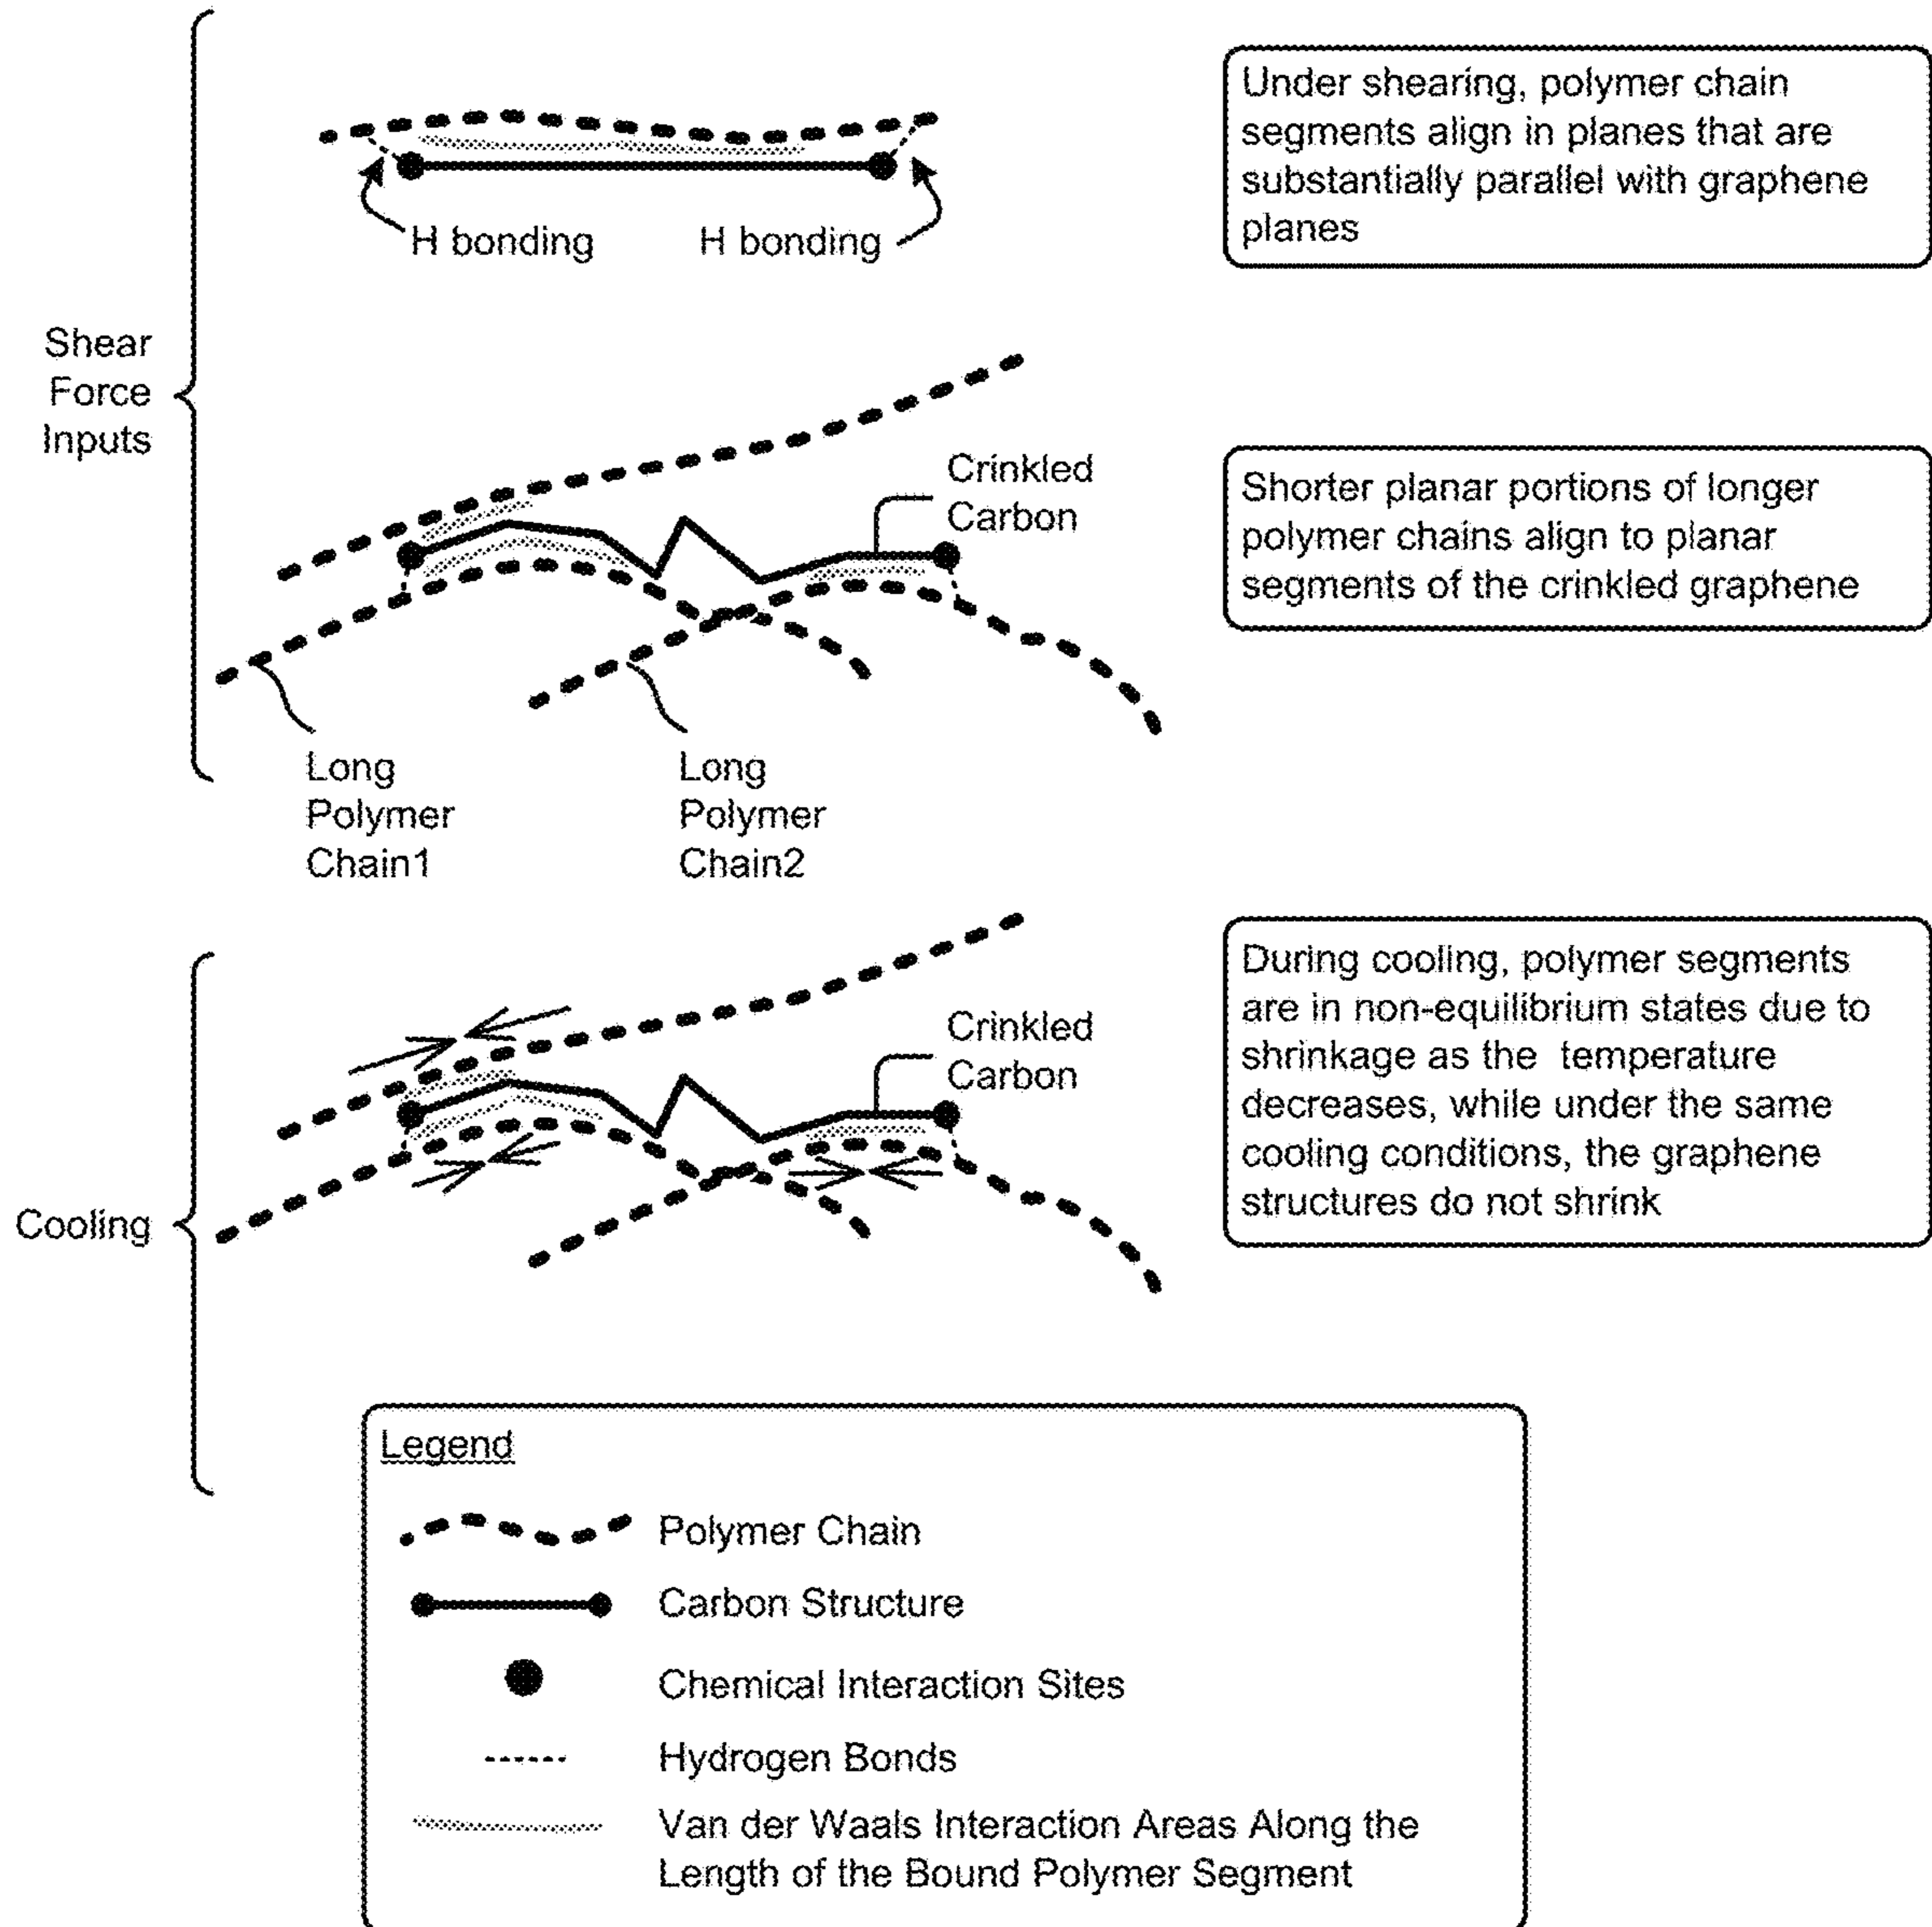 Under shearing, polymer chain
segments align in planes that are
substantially parallel with graphene
planes
H bonding
H bonding
Shear
Force
Inputs
Crinkled
Carbon
Shorter planar portions of longer
polymer chains align to planar
segments of the crinkled graphene
Long
Polymer
Chain1
Long
Polymer
Chain2
During cooling, polymer segments
are in non-equilibrium states due to
shrinkage as the temperature
decreases, while under the same
cooling conditions, the graphene
structures do not shrink
Crinkled
Carbon
Cooling
Legend
Polymer Chain
Carbon Structure
Chemical Interaction Sites
Hydrogen Bonds
Van der Waals Interaction Areas Along the
Length of the Bound Polymer Segment